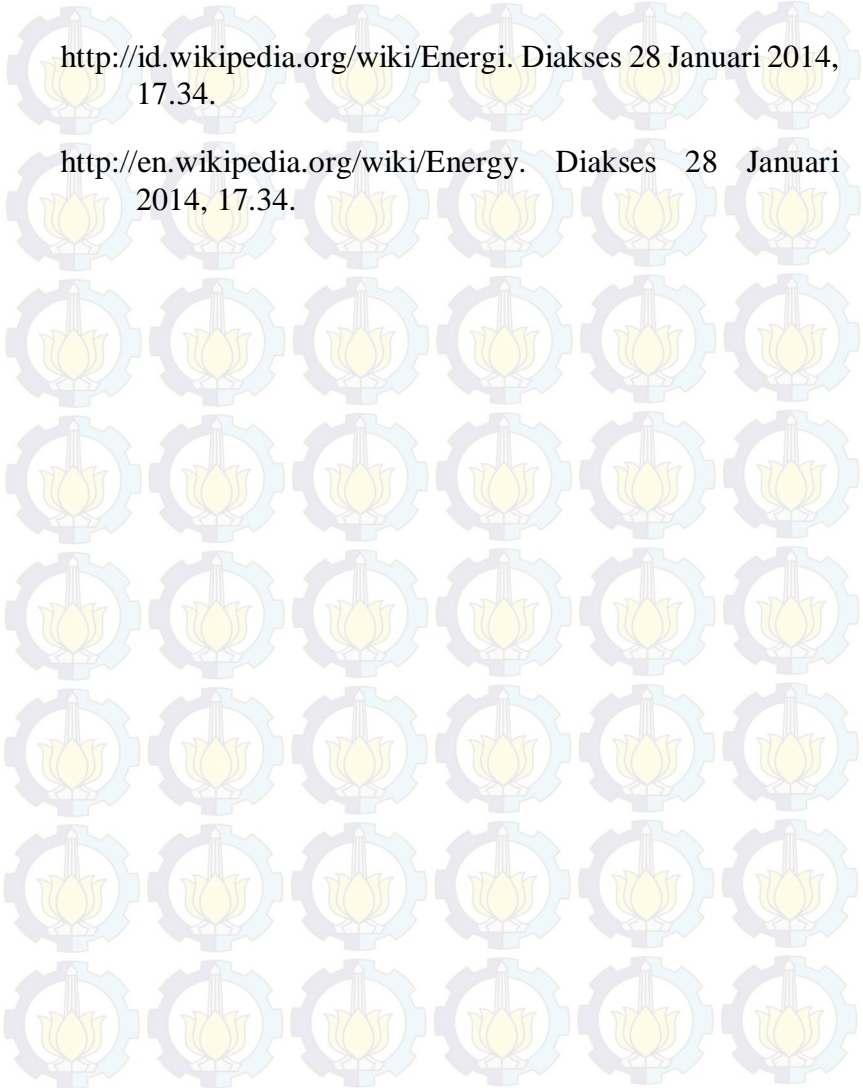 http://id.wikipedia.org/wiki/Energi. Diakses 28 Januari 2014,
17.34.
http://en.wikipedia.org/wiki/Energy. Diakses 28 Januari
2014, 17.34.